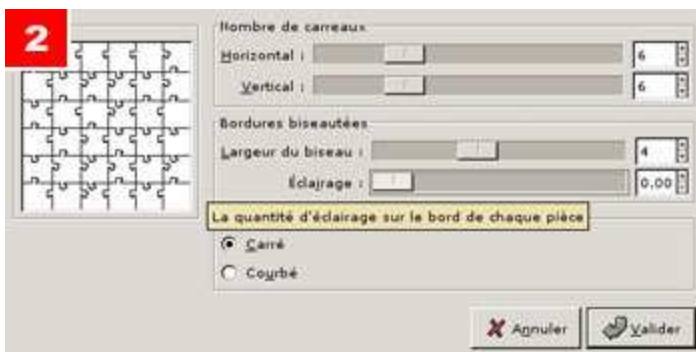 2
Nombre de carreaux
Horizontal : 6
Vertical : 6
Bordures biseautées
Largeur du biseau : 4
Éclairage : 0.00
La quantité d'éclairage sur le bord de chaque pièce
Carré
Courbé
Annuler Valider